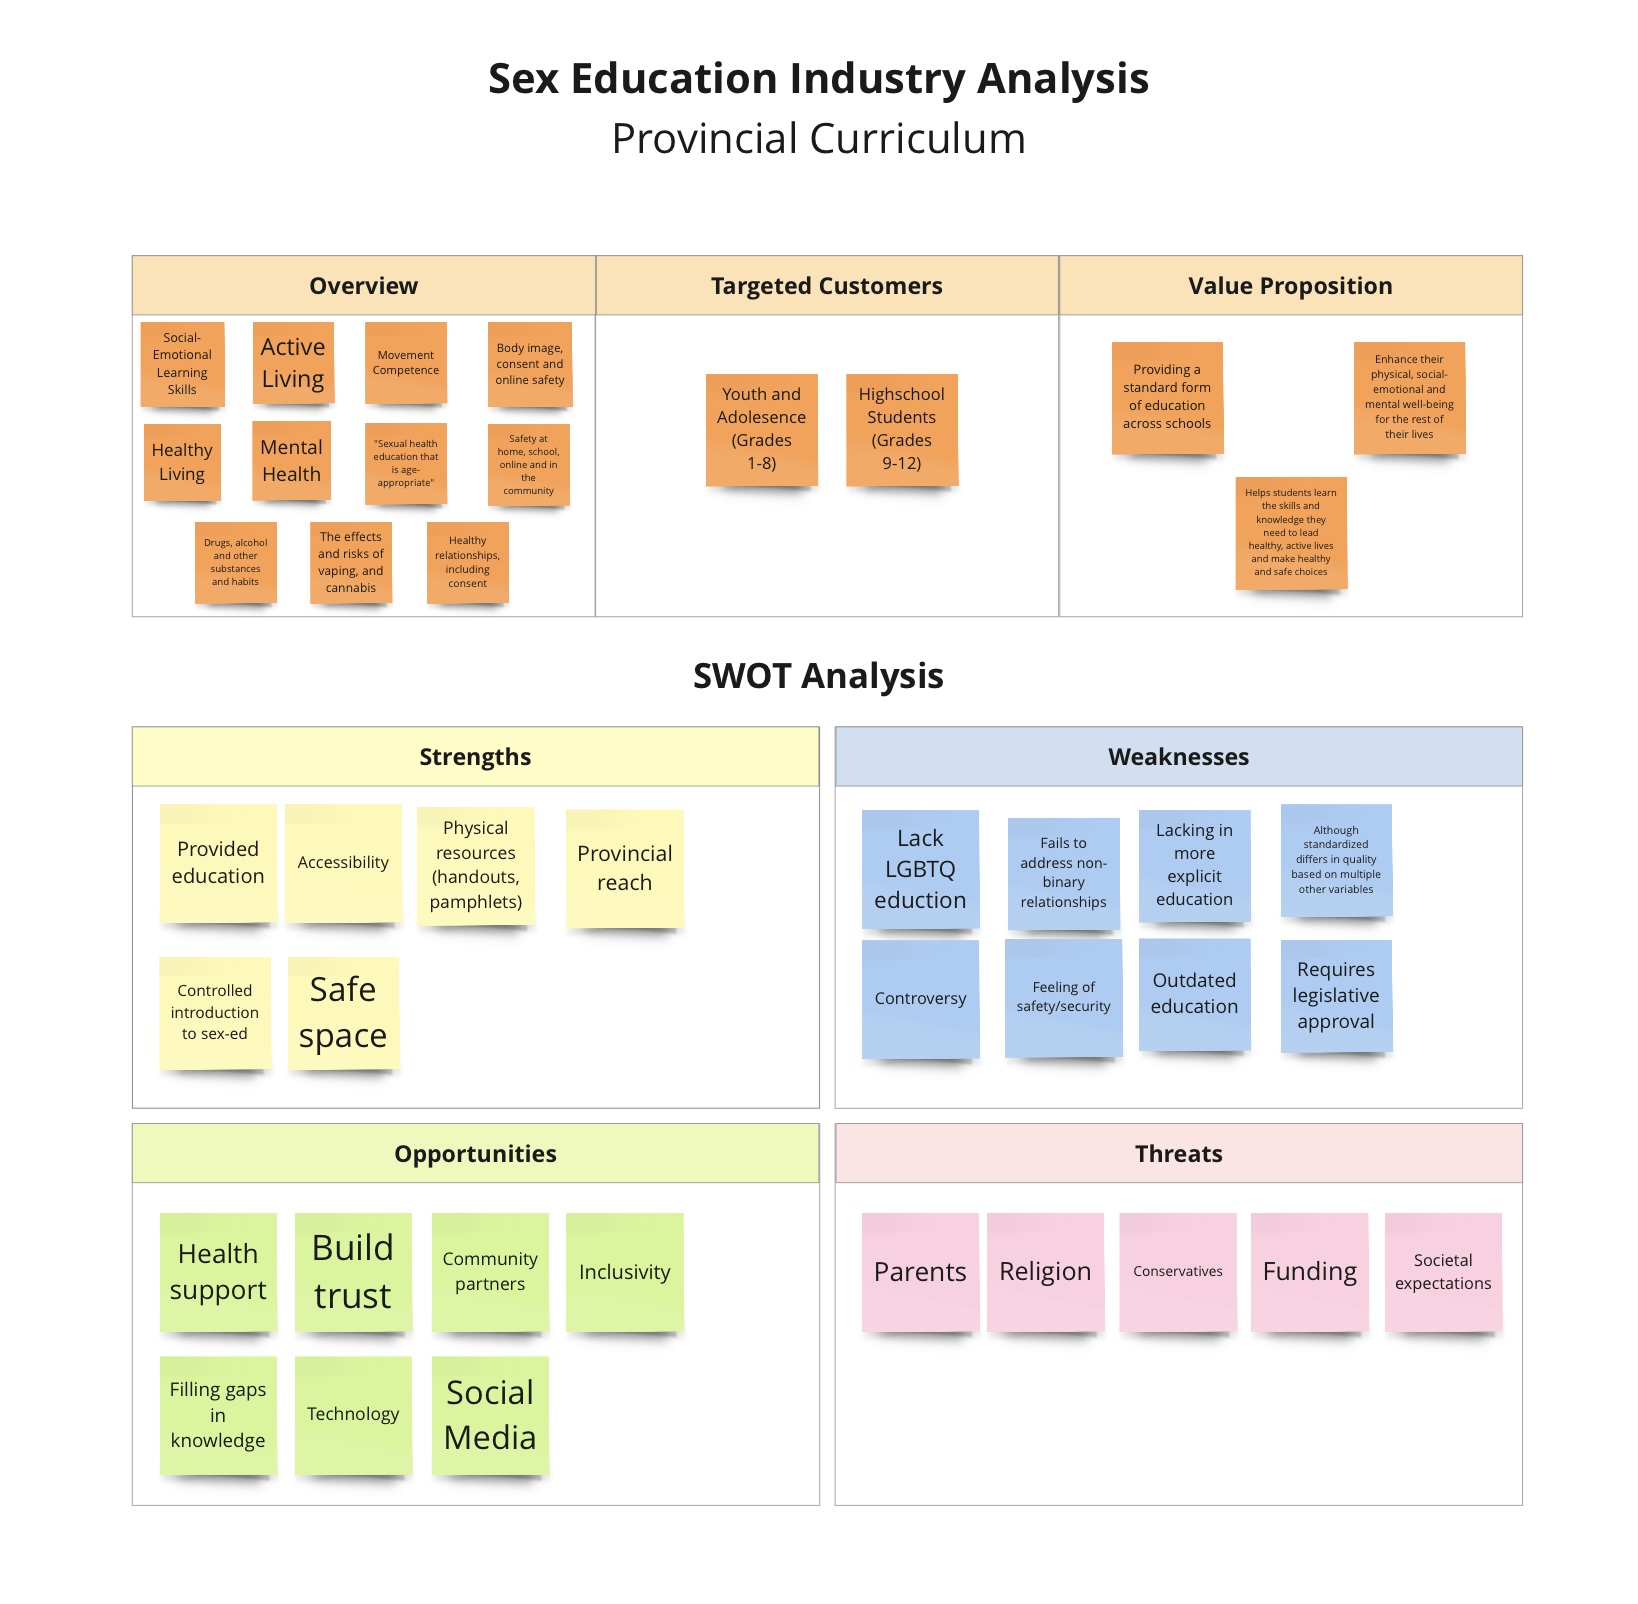 Sex Education Industry Analysis
Provincial Curriculum
Overview
Targeted Customers
Value Proposition
Social-
Emotional
Learning
Skills
Active
Living
Movement
Competence
Body image,
consent and
online safety
Healthy
Living
Mental
Health
"Sexual health
education that
is age-
appropriate"
Safety at
home, school,
online and in
the
community
Drugs, alcohol
and other
substances
and habits
The effects
and risks of
vaping, and
cannabis
Healthy
relationships,
including
consent
Youth and
Adolesence
(Grades
1-8)
Highschool
Students
(Grades
9-12)
Providing a
standard form
of education
across schools
Enhance their
physical, social-
emotional and
mental well-being
for the rest of
their lives
Helps students learn
the skills and
knowledge they
need to lead
healthy, active lives
and make healthy
and safe choices
SWOT Analysis
Strengths
Provided
education
Accessibility
Physical
resources
(handouts,
pamphlets)
Provincial
reach
Controlled
introduction
to sex-ed
Safe
space
Weaknesses
Lack
LGBTQ
eduction
Fails to
address non-
binary
relationships
Lacking in
more
explicit
education
Although
standardized
differs in quality
based on multiple
other variables
Controversy
Feeling of
safety/security
Outdated
education
Requires
legislative
approval
Opportunities
Health
support
Build
trust
Community
partners
Inclusivity
Filling gaps
in
knowledge
Technology
Social
Media
Threats
Parents
Religion
Conservatives
Funding
Societal
expectations